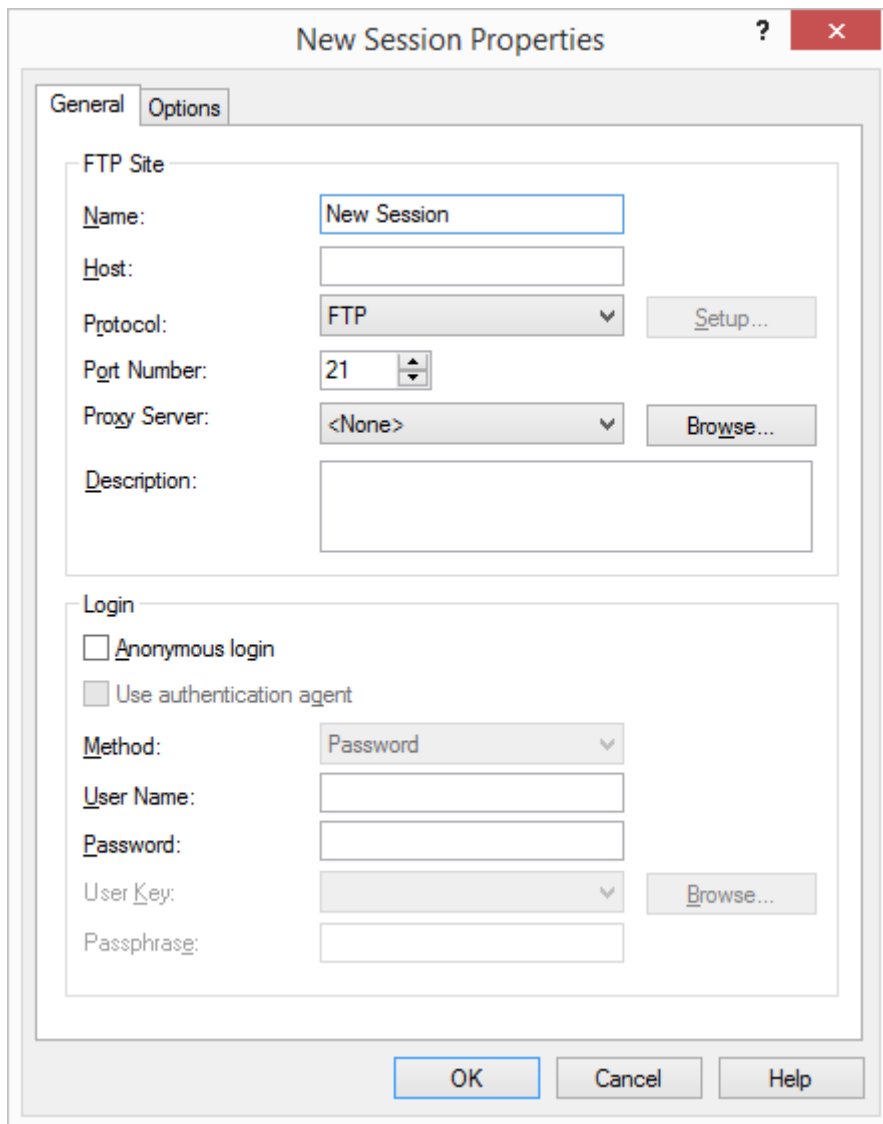 New Session Properties ?
General Options
FTP Site
Name: New Session
Host:
Protocol: FTP Setup...
Port Number: 21
Proxy Server: <None> Browse...
Description:
Login
Anonymous login
Use authentication agent
Method: Password
User Name:
Password:
User Key: Browse...
Passphrase:
OK Cancel Help